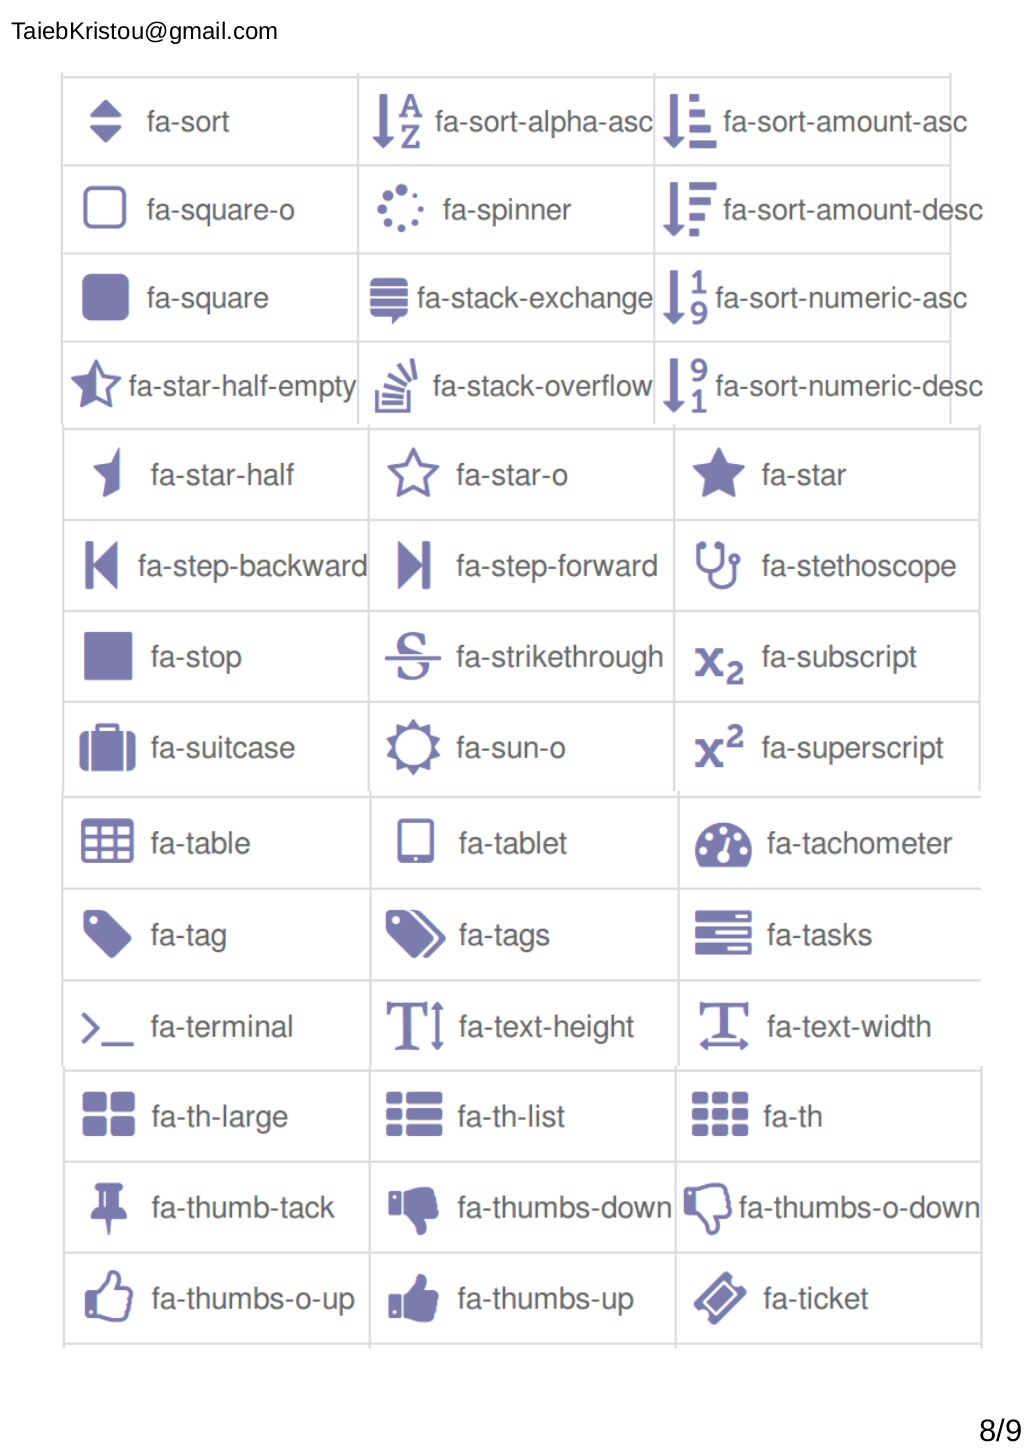 TaiebKristou@gmail.com
fa-sort fa-sort-alpha-asc fa-sort-amount-asc
fa-square-o fa-spinner fa-sort-amount-desc
fa-square fa-stack-exchange fa-sort-numeric-asc
fa-star-half-empty fa-stack-overflow fa-sort-numeric-desc
fa-star-half fa-star-o fa-star
fa-step-backward fa-step-forward fa-stethoscope
fa-stop fa-strikethrough fa-subscript
fa-suitcase fa-sun-o fa-superscript
fa-table fa-tablet fa-tachometer
fa-tag fa-tags fa-tasks
fa-terminal fa-text-height fa-text-width
fa-th-large fa-th-list fa-th
fa-thumb-tack fa-thumbs-down fa-thumbs-o-down
fa-thumbs-o-up fa-thumbs-up fa-ticket
8/9